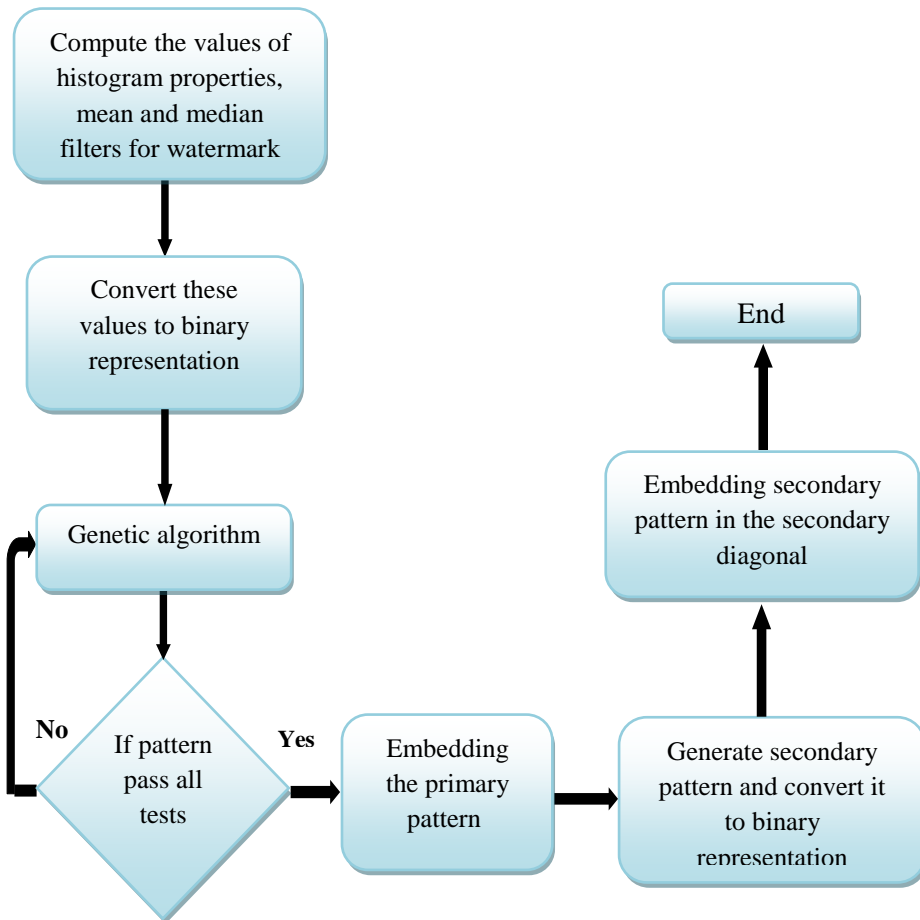 Compute the values of
histogram properties,
mean and median
filters for watermark
Convert these
values to binary
representation
Genetic algorithm
If pattern
pass all
tests
No
Yes
Embedding
the primary
pattern
Generate secondary
pattern and convert it
to binary
representation
Embedding secondary
pattern in the secondary
diagonal
End